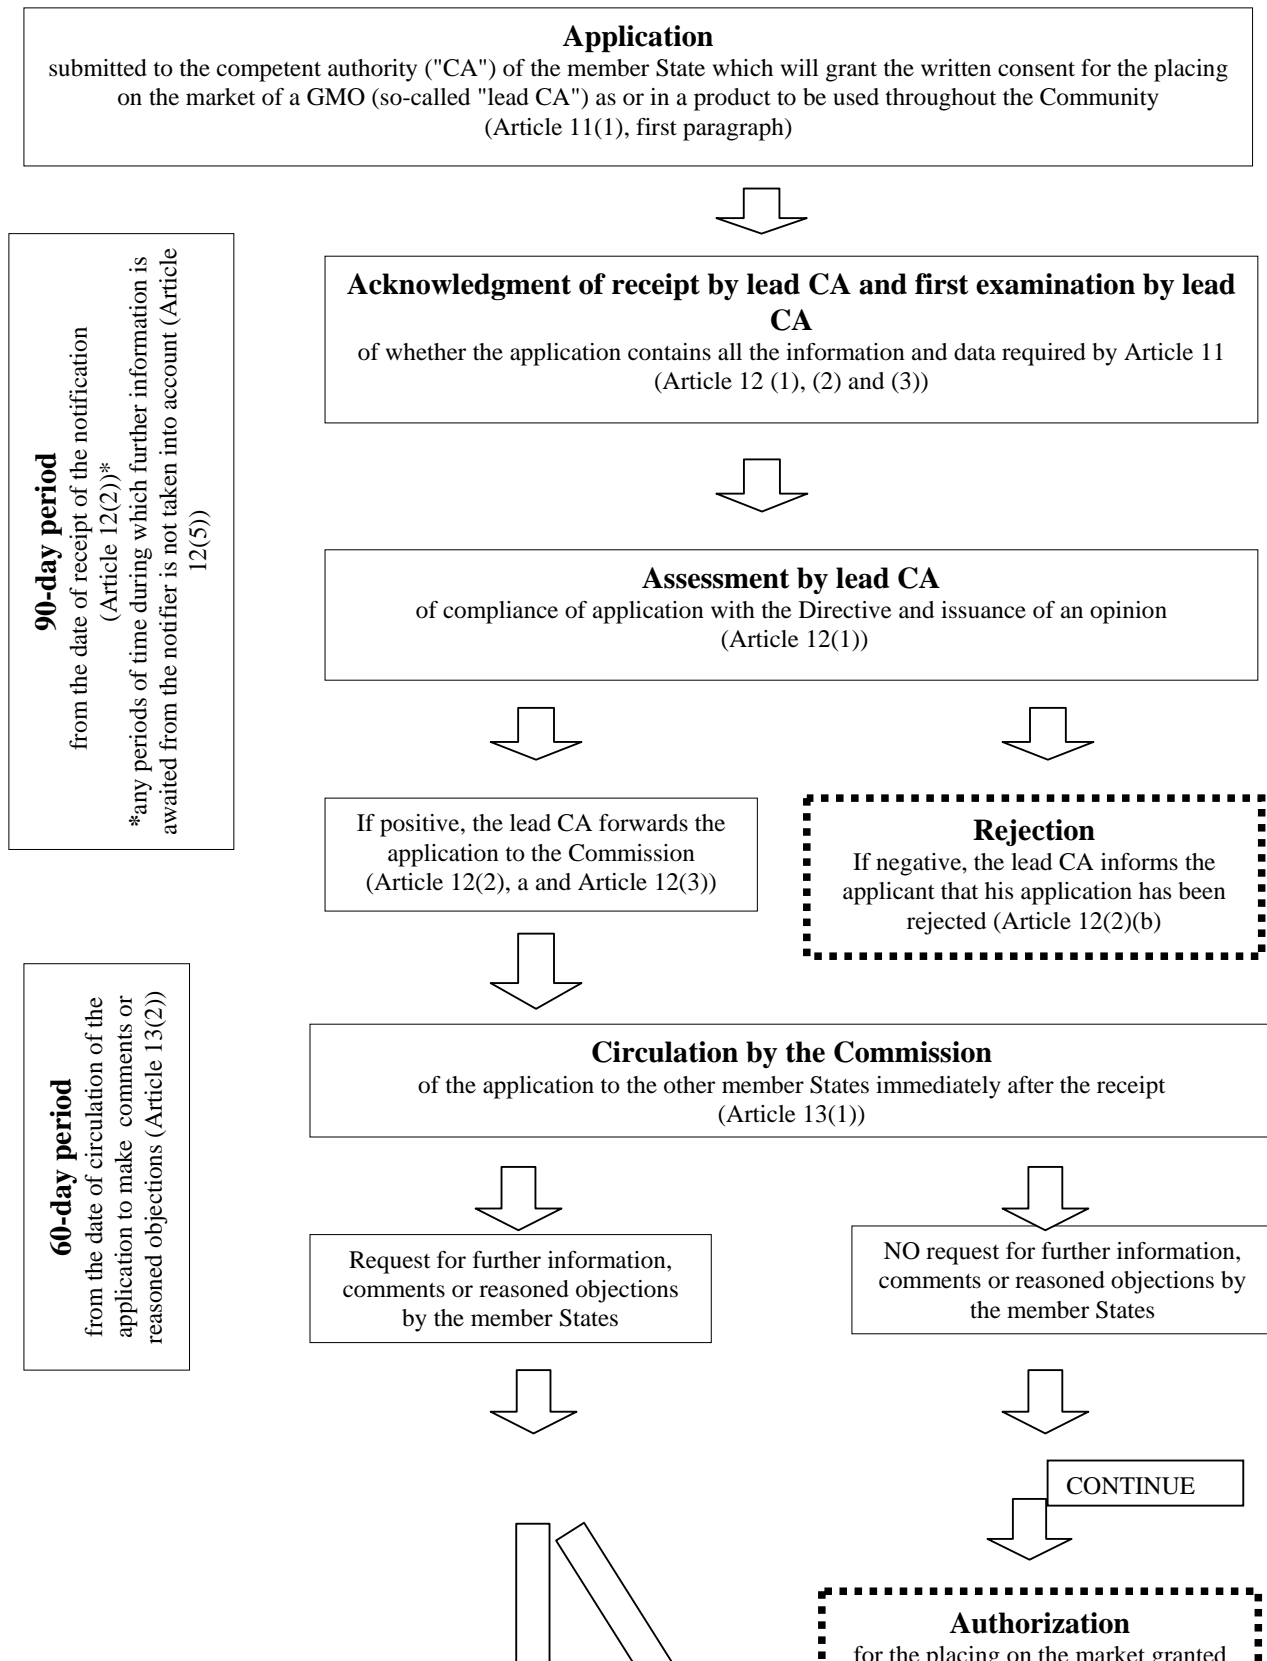 Application
submitted to the competent authority ("CA") of the member State which will grant the written consent for the placing
on the market of a GMO (so-called "lead CA") as or in a product to be used throughout the Community
(Article 11(1), first paragraph)
90-day period
from the date of receipt of the notification
(Article 12(2))*
*any periods of time during which further information is
awaited from the notifier is not taken into account (Article
12(5))
Acknowledgment of receipt by lead CA and first examination by lead
CA
of whether the application contains all the information and data required by Article 11
(Article 12 (1), (2) and (3))
Assessment by lead CA
of compliance of application with the Directive and issuance of an opinion
(Article 12(1))
If positive, the lead CA forwards the
application to the Commission
(Article 12(2), a and Article 12(3))
Rejection
If negative, the lead CA informs the
applicant that his application has been
rejected (Article 12(2)(b)
60-day period
from the date of circulation of the
application to make comments or
reasoned objections (Article 13(2))
Circulation by the Commission
of the application to the other member States immediately after the receipt
(Article 13(1))
Request for further information,
comments or reasoned objections
by the member States
NO request for further information,
comments or reasoned objections by
the member States
CONTINUE
Authorization
for the placing on the market granted